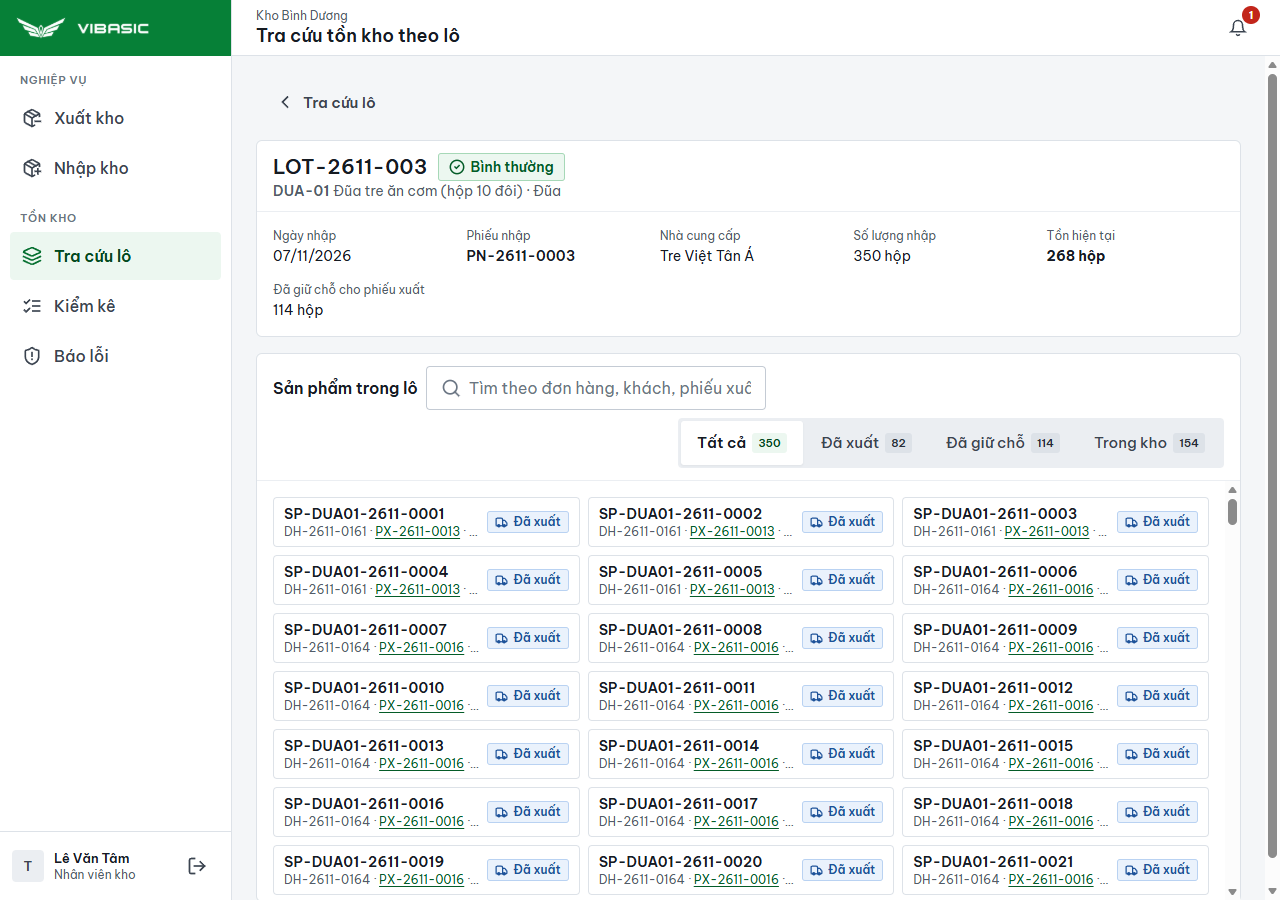 VIBASIC
Kho Bình Dương
Tra cứu tồn kho theo lô
1
NGHIỆP VỤ
Xuất kho
Nhập kho
TỒN KHO
Tra cứu lô
Kiểm kê
Báo lỗi
T
Lê Văn Tâm
Nhân viên kho
Tra cứu lô
LOT-2611-003 Bình thường
DUA-01 Đũa tre ăn cơm (hộp 10 đôi) · Đũa
Ngày nhập Phiếu nhập Nhà cung cấp Số lượng nhập Tồn hiện tại
07/11/2026 PN-2611-0003 Tre Việt Tân Á 350 hộp 268 hộp
Đã giữ chỗ cho phiếu xuất
114 hộp
Sản phẩm trong lô Tìm theo đơn hàng, khách, phiếu xuấ
Tất cả 350 Đã xuất 82 Đã giữ chỗ 114 Trong kho 154
SP-DUA01-2611-0001 Đã xuất SP-DUA01-2611-0002 Đã xuất SP-DUA01-2611-0003 Đã xuất
DH-2611-0161 · PX-2611-0013 · ... DH-2611-0161 · PX-2611-0013 · ... DH-2611-0161 · PX-2611-0013 · ...
SP-DUA01-2611-0004 Đã xuất SP-DUA01-2611-0005 Đã xuất SP-DUA01-2611-0006 Đã xuất
DH-2611-0161 · PX-2611-0013 · ... DH-2611-0161 · PX-2611-0013 · ... DH-2611-0164 · PX-2611-0016 ·...
SP-DUA01-2611-0007 Đã xuất SP-DUA01-2611-0008 Đã xuất SP-DUA01-2611-0009 Đã xuất
DH-2611-0164 · PX-2611-0016 ·... DH-2611-0164 · PX-2611-0016 ·... DH-2611-0164 · PX-2611-0016 ·...
SP-DUA01-2611-0010 Đã xuất SP-DUA01-2611-0011 Đã xuất SP-DUA01-2611-0012 Đã xuất
DH-2611-0164 · PX-2611-0016 ·... DH-2611-0164 · PX-2611-0016 ·... DH-2611-0164 · PX-2611-0016 ·...
SP-DUA01-2611-0013 Đã xuất SP-DUA01-2611-0014 Đã xuất SP-DUA01-2611-0015 Đã xuất
DH-2611-0164 · PX-2611-0016 ·... DH-2611-0164 · PX-2611-0016 ·... DH-2611-0164 · PX-2611-0016 ·...
SP-DUA01-2611-0016 Đã xuất SP-DUA01-2611-0017 Đã xuất SP-DUA01-2611-0018 Đã xuất
DH-2611-0164 · PX-2611-0016 ·... DH-2611-0164 · PX-2611-0016 ·... DH-2611-0164 · PX-2611-0016 ·...
SP-DUA01-2611-0019 Đã xuất SP-DUA01-2611-0020 Đã xuất SP-DUA01-2611-0021 Đã xuất
DH-2611-0164 · PX-2611-0016 ·... DH-2611-0164 · PX-2611-0016 ·... DH-2611-0164 · PX-2611-0016 ·...